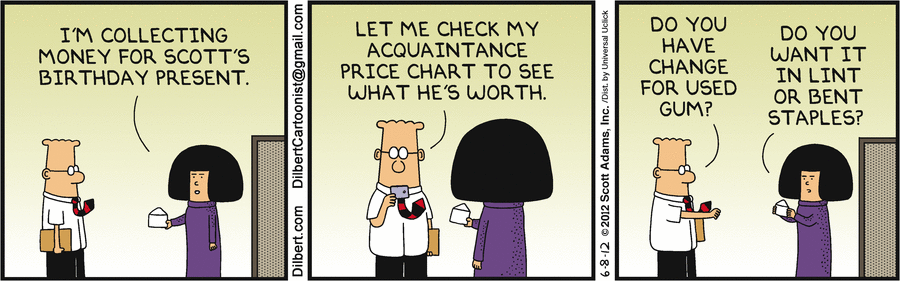 I'M COLLECTING
MONEY FOR SCOTT'S
BIRTHDAY PRESENT.
Dilbert.com DilbertCartoonist@gmail.com
LET ME CHECK MY
ACQUAINTANCE
PRICE CHART TO SEE
WHAT HE'S WORTH.
6-8-12 ©2012 Scott Adams, Inc. /Dist. by Universal Uclick
DO YOU
HAVE
CHANGE
FOR USED
GUM?
DO YOU
WANT IT
IN LINT
OR BENT
STAPLES?